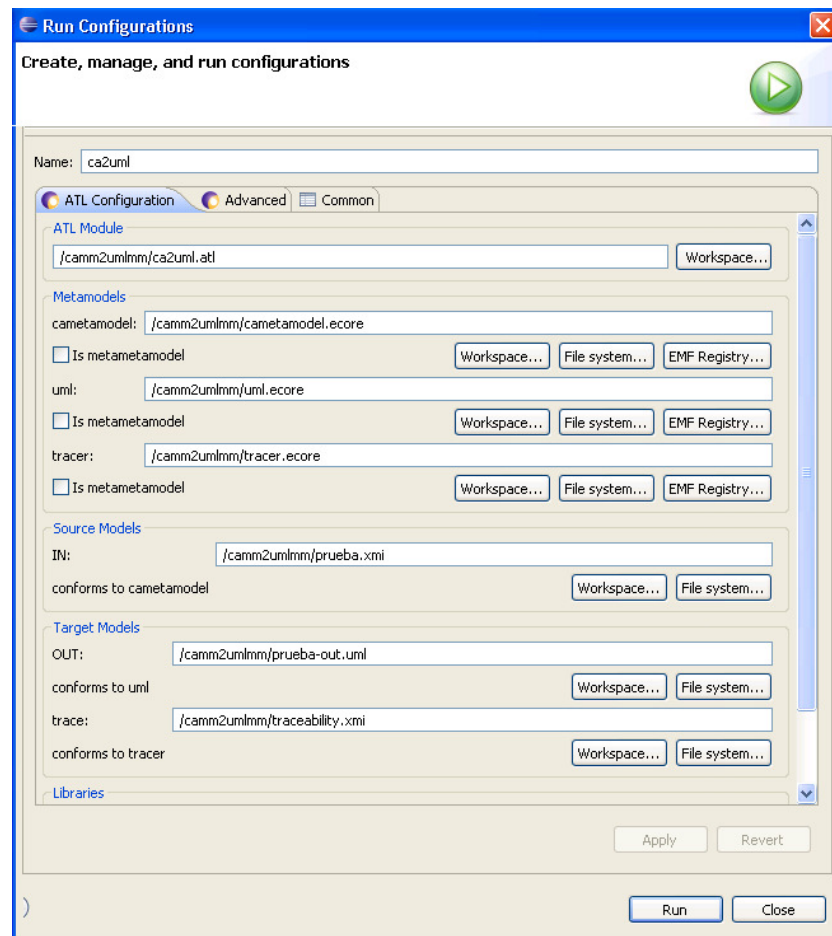 Run Configurations
Create, manage, and run configurations
Name: ca2uml
ATL Configuration Advanced Common
ATL Module
/camm2umlmm/ca2uml.atl Workspace...
Metamodels
cametamodel: /camm2umlmm/cametamodel.ecore
Is metametamodel Workspace... File system... EMF Registry...
uml: /camm2umlmm/uml.ecore
Is metametamodel Workspace... File system... EMF Registry...
tracer: /camm2umlmm/tracer.ecore
Is metametamodel Workspace... File system... EMF Registry...
Source Models
IN: /camm2umlmm/prueba.xmi
conforms to cametamodel Workspace... File system...
Target Models
OUT: /camm2umlmm/prueba-out.uml
conforms to uml Workspace... File system...
trace: /camm2umlmm/traceability.xmi
conforms to tracer Workspace... File system...
Libraries
Apply Revert
) Run Close